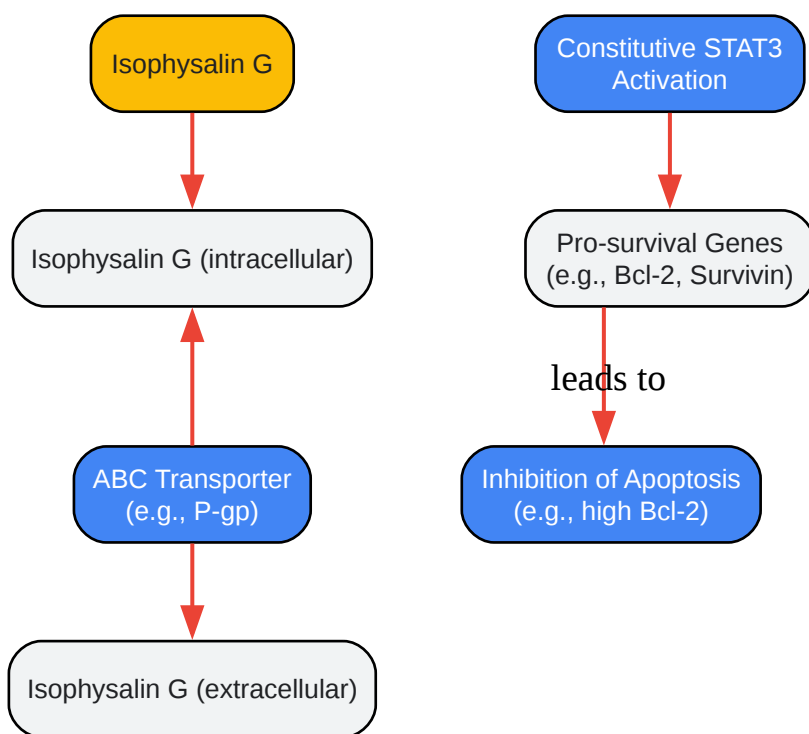 Isophysalin G
Constitutive STAT3
Activation
Isophysalin G (intracellular)
Pro-survival Genes
(e.g., Bcl-2, Survivin)
leads to
ABC Transporter
(e.g., P-gp)
Inhibition of Apoptosis
(e.g., high Bcl-2)
Isophysalin G (extracellular)